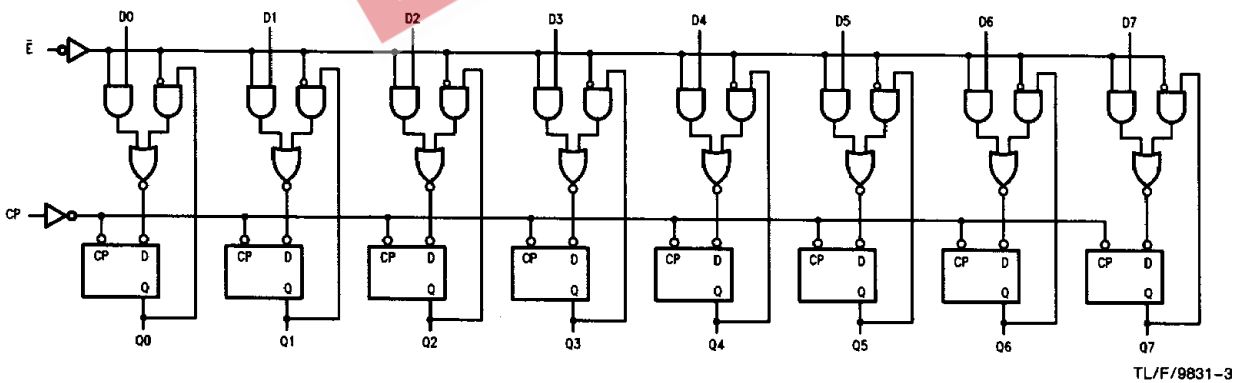 D0 D1 D2 D3 D4 D5 D6 D7
Ē
CP
CP D CP D CP D CP D CP D CP D CP D CP D
Q Q Q Q Q Q Q Q
Q0 Q1 Q2 Q3 Q4 Q5 Q6 Q7
TL/F/9831-3